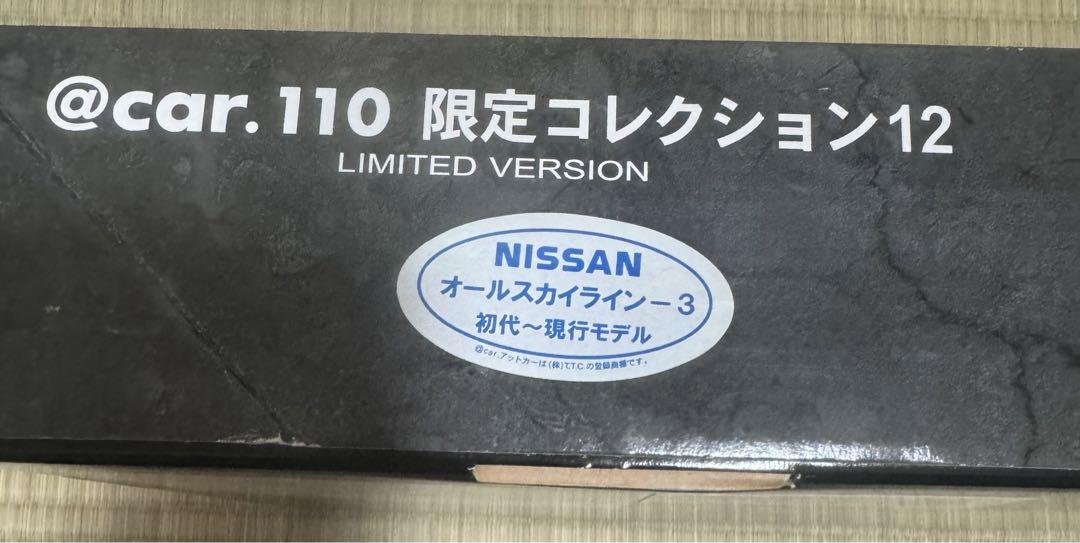 @car.110 限定コレクション12
LIMITED VERSION
NISSAN
オールスカイライン－3
初代～現行モデル
@car.アットカーは(株)T.T.C.の登録商標です。